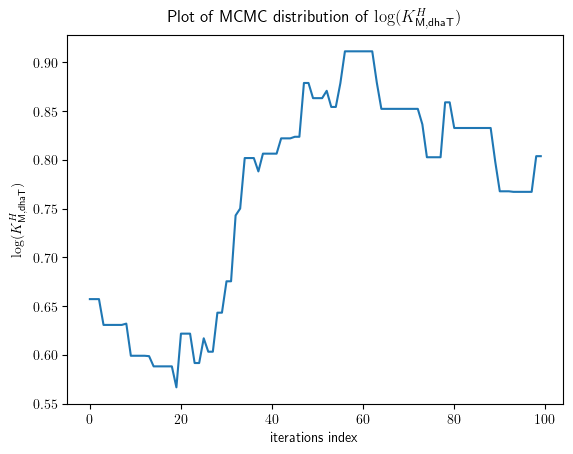 Plot of MCMC distribution of log(K^H_M,dhaT)
log(K^H_M,dhaT)
0.90
0.85
0.80
0.75
0.70
0.65
0.60
0.55
0 20 40 60 80 100
iterations index